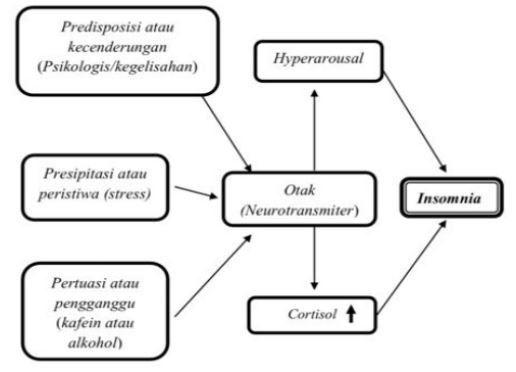 Predisposisi atau
kecenderungan
(Psikologis/kegelisahan)
Hyperarousal
Presipitasi atau
peristiwa (stress)
Otak
(Neurotransmiter)
Insomnia
Pertuasi atau
pengganggu
(kafein atau
alkohol)
Cortisol